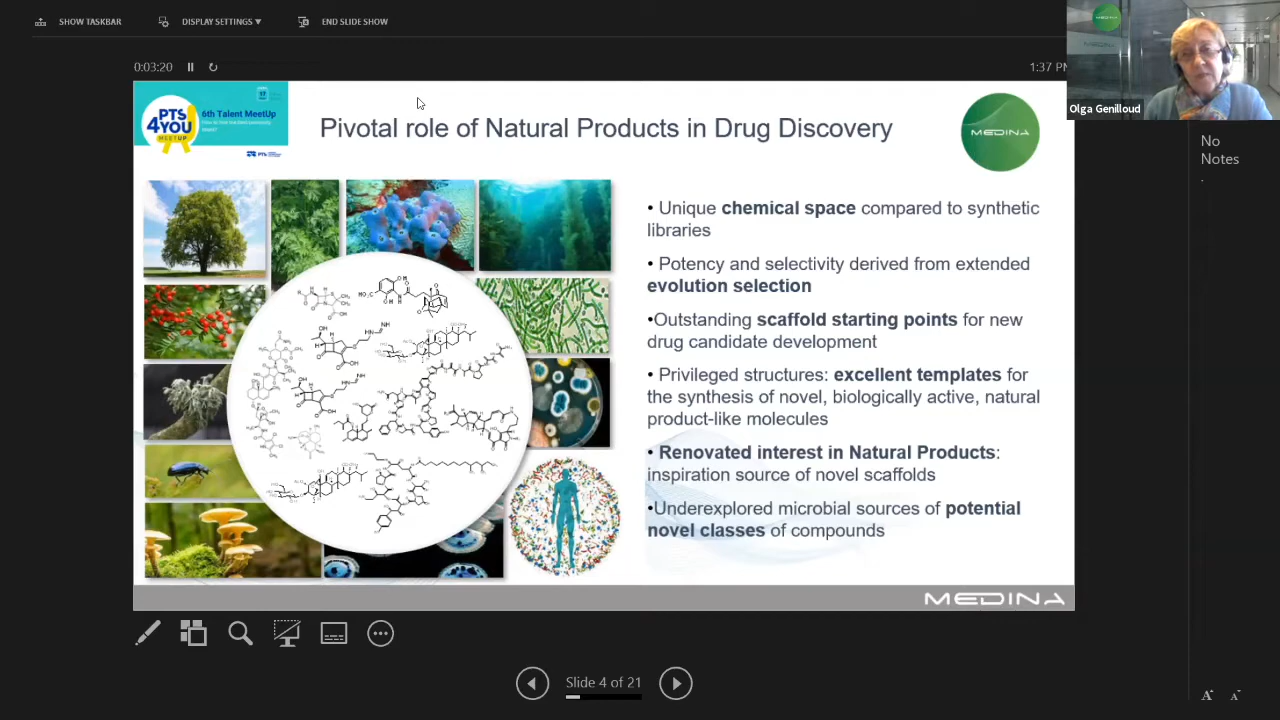 SHOW TASKBAR
DISPLAY SETTINGS ▾
END SLIDE SHOW
0:03:20
1:37 PM
MEDINA
Olga Genilloud
PTS
4YOU
MEETUP
6th Talent MeetUp
PTS
Pivotal role of Natural Products in Drug Discovery
MEDINA
No
Notes
• Unique chemical space compared to synthetic
libraries
• Potency and selectivity derived from extended
evolution selection
•Outstanding scaffold starting points for new
drug candidate development
• Privileged structures: excellent templates for
the synthesis of novel, biologically active, natural
product-like molecules
• Renovated interest in Natural Products:
inspiration source of novel scaffolds
•Underexplored microbial sources of potential
novel classes of compounds
MEDINA
Slide 4 of 21